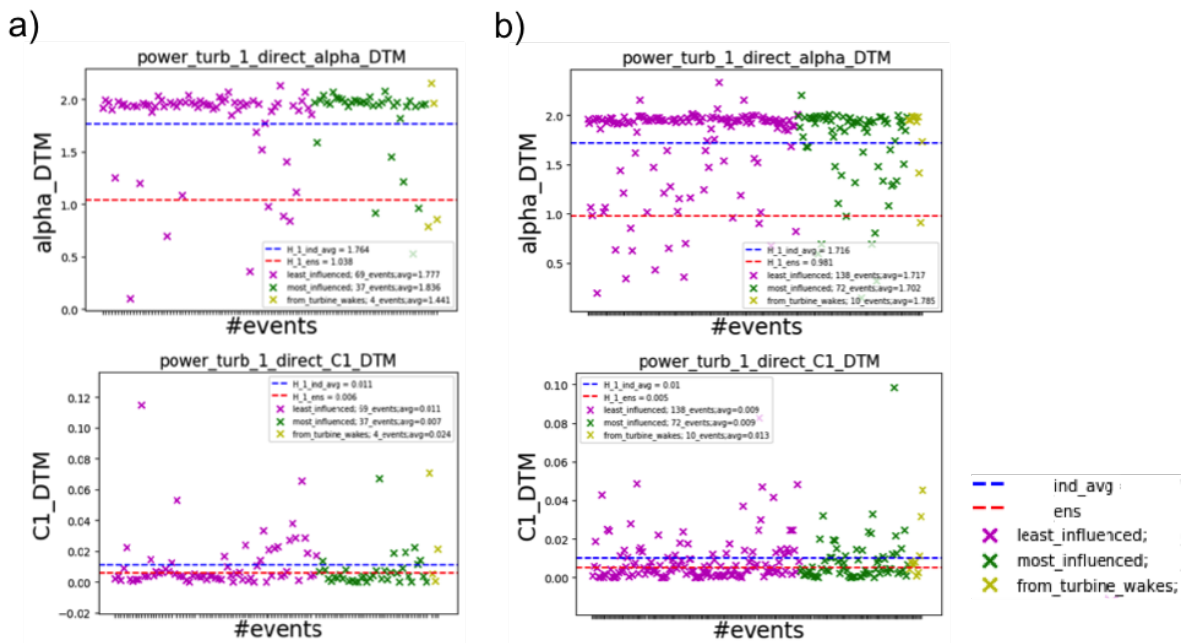 a)
power_turb_1_direct_alpha_DTM
alpha_DTM
2.0
1.5
1.0
0.5
0.0
H_1_ind_avg = 1.764
H_1_ens = 1.038
least_influenced; 69_events;avg=1.777
most_influenced; 37_events;avg=1.836
from_turbine_wakes; 4_events;avg=1.441
#events
b)
power_turb_1_direct_alpha_DTM
alpha_DTM
2.0
1.5
1.0
0.5
H_1_ind_avg = 1.716
H_1_ens = 0.981
least_influenced; 138_events;avg=1.717
most_influenced; 72_events;avg=1.702
from_turbine_wakes; 10_events;avg=1.785
#events
power_turb_1_direct_C1_DTM
C1_DTM
0.12
0.10
0.08
0.06
0.04
0.02
0.00
−0.02
H_1_ind_avg = 0.011
H_1_ens = 0.006
least_influenced; 69_events;avg=0.011
most_influenced; 37_events;avg=0.007
from_turbine_wakes; 4_events;avg=0.024
#events
power_turb_1_direct_C1_DTM
C1_DTM
0.10
0.08
0.06
0.04
0.02
0.00
H_1_ind_avg = 0.01
H_1_ens = 0.005
least_influenced; 138_events;avg=0.009
most_influenced; 72_events;avg=0.009
from_turbine_wakes; 10_events;avg=0.013
#events
ind_avg
ens
least_influenced;
most_influenced;
from_turbine_wakes;